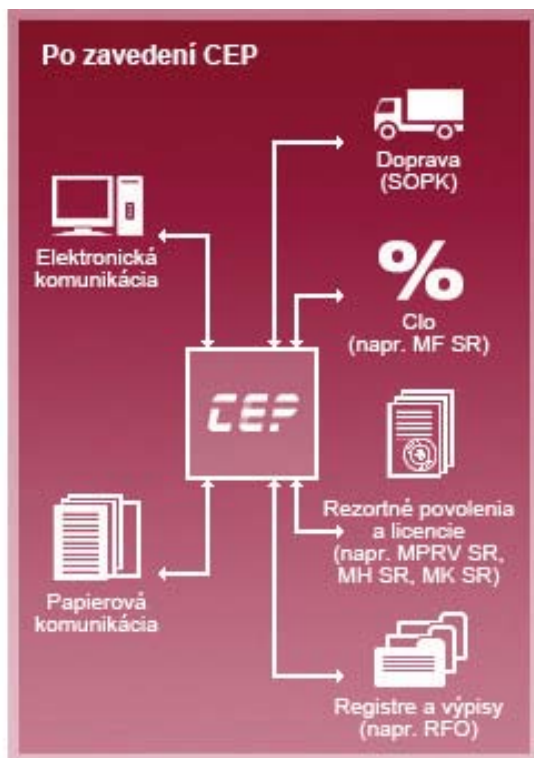 Po zavedení CEP
Doprava
(SOPK)
Elektronická
komunikácia
%
Clo
(napr. MF SR)
CEP
Rezortné povolenia
a licencie
(napr. MPRV SR,
MH SR, MK SR)
Papierová
komunikácia
Registre a výpisy
(napr. RFO)